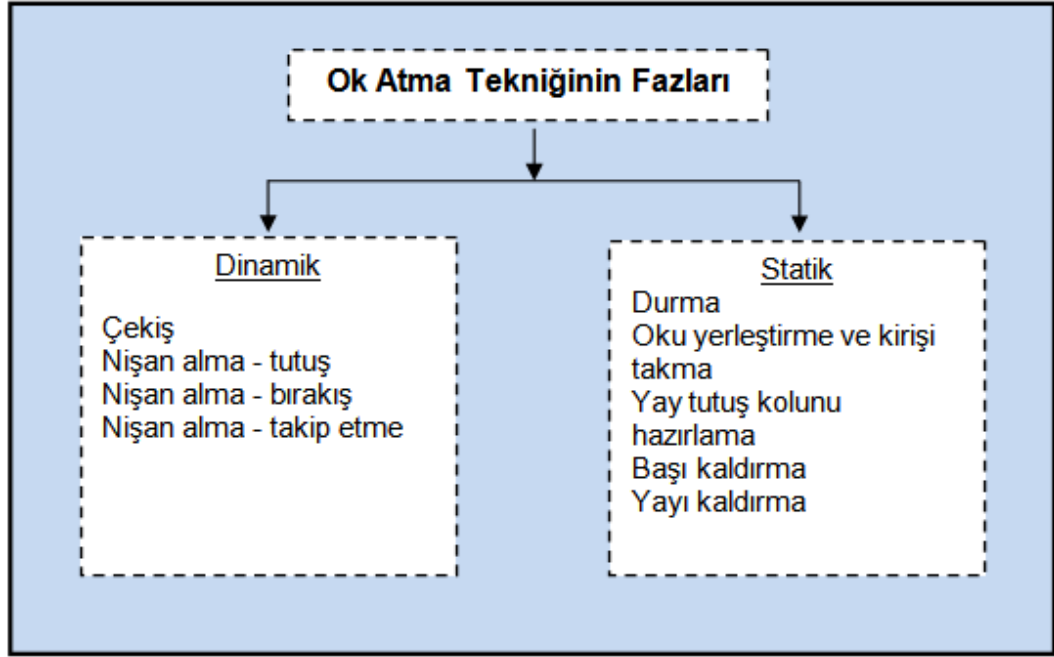 Ok Atma Tekniğinin Fazları
Dinamik
Çekiş
Nişan alma - tutuş
Nişan alma - bırakış
Nişan alma - takip etme
Statik
Durma
Oku yerleştirme ve kirişi
takma
Yay tutuş kolunu
hazırlama
Başı kaldırma
Yayı kaldırma